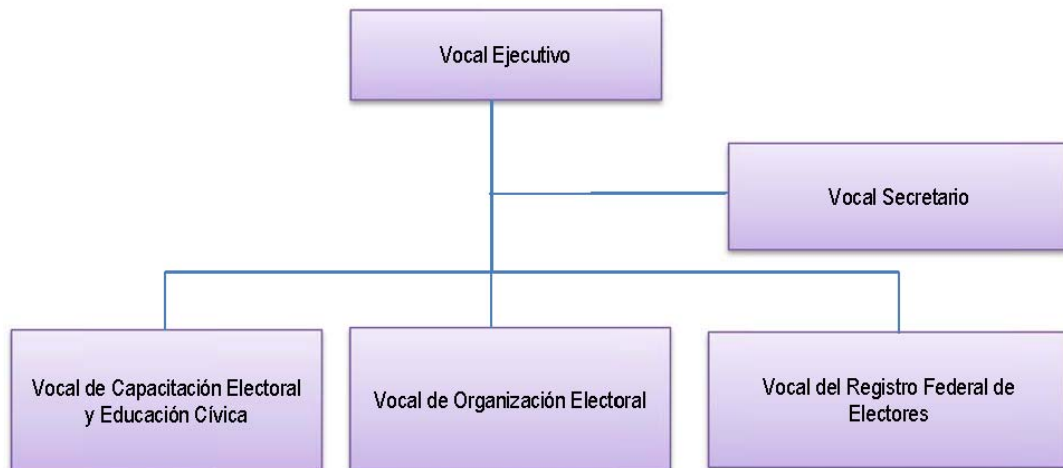 Vocal Ejecutivo
Vocal Secretario
Vocal de Capacitación Electoral
y Educación Cívica
Vocal de Organización Electoral
Vocal del Registro Federal de
Electores